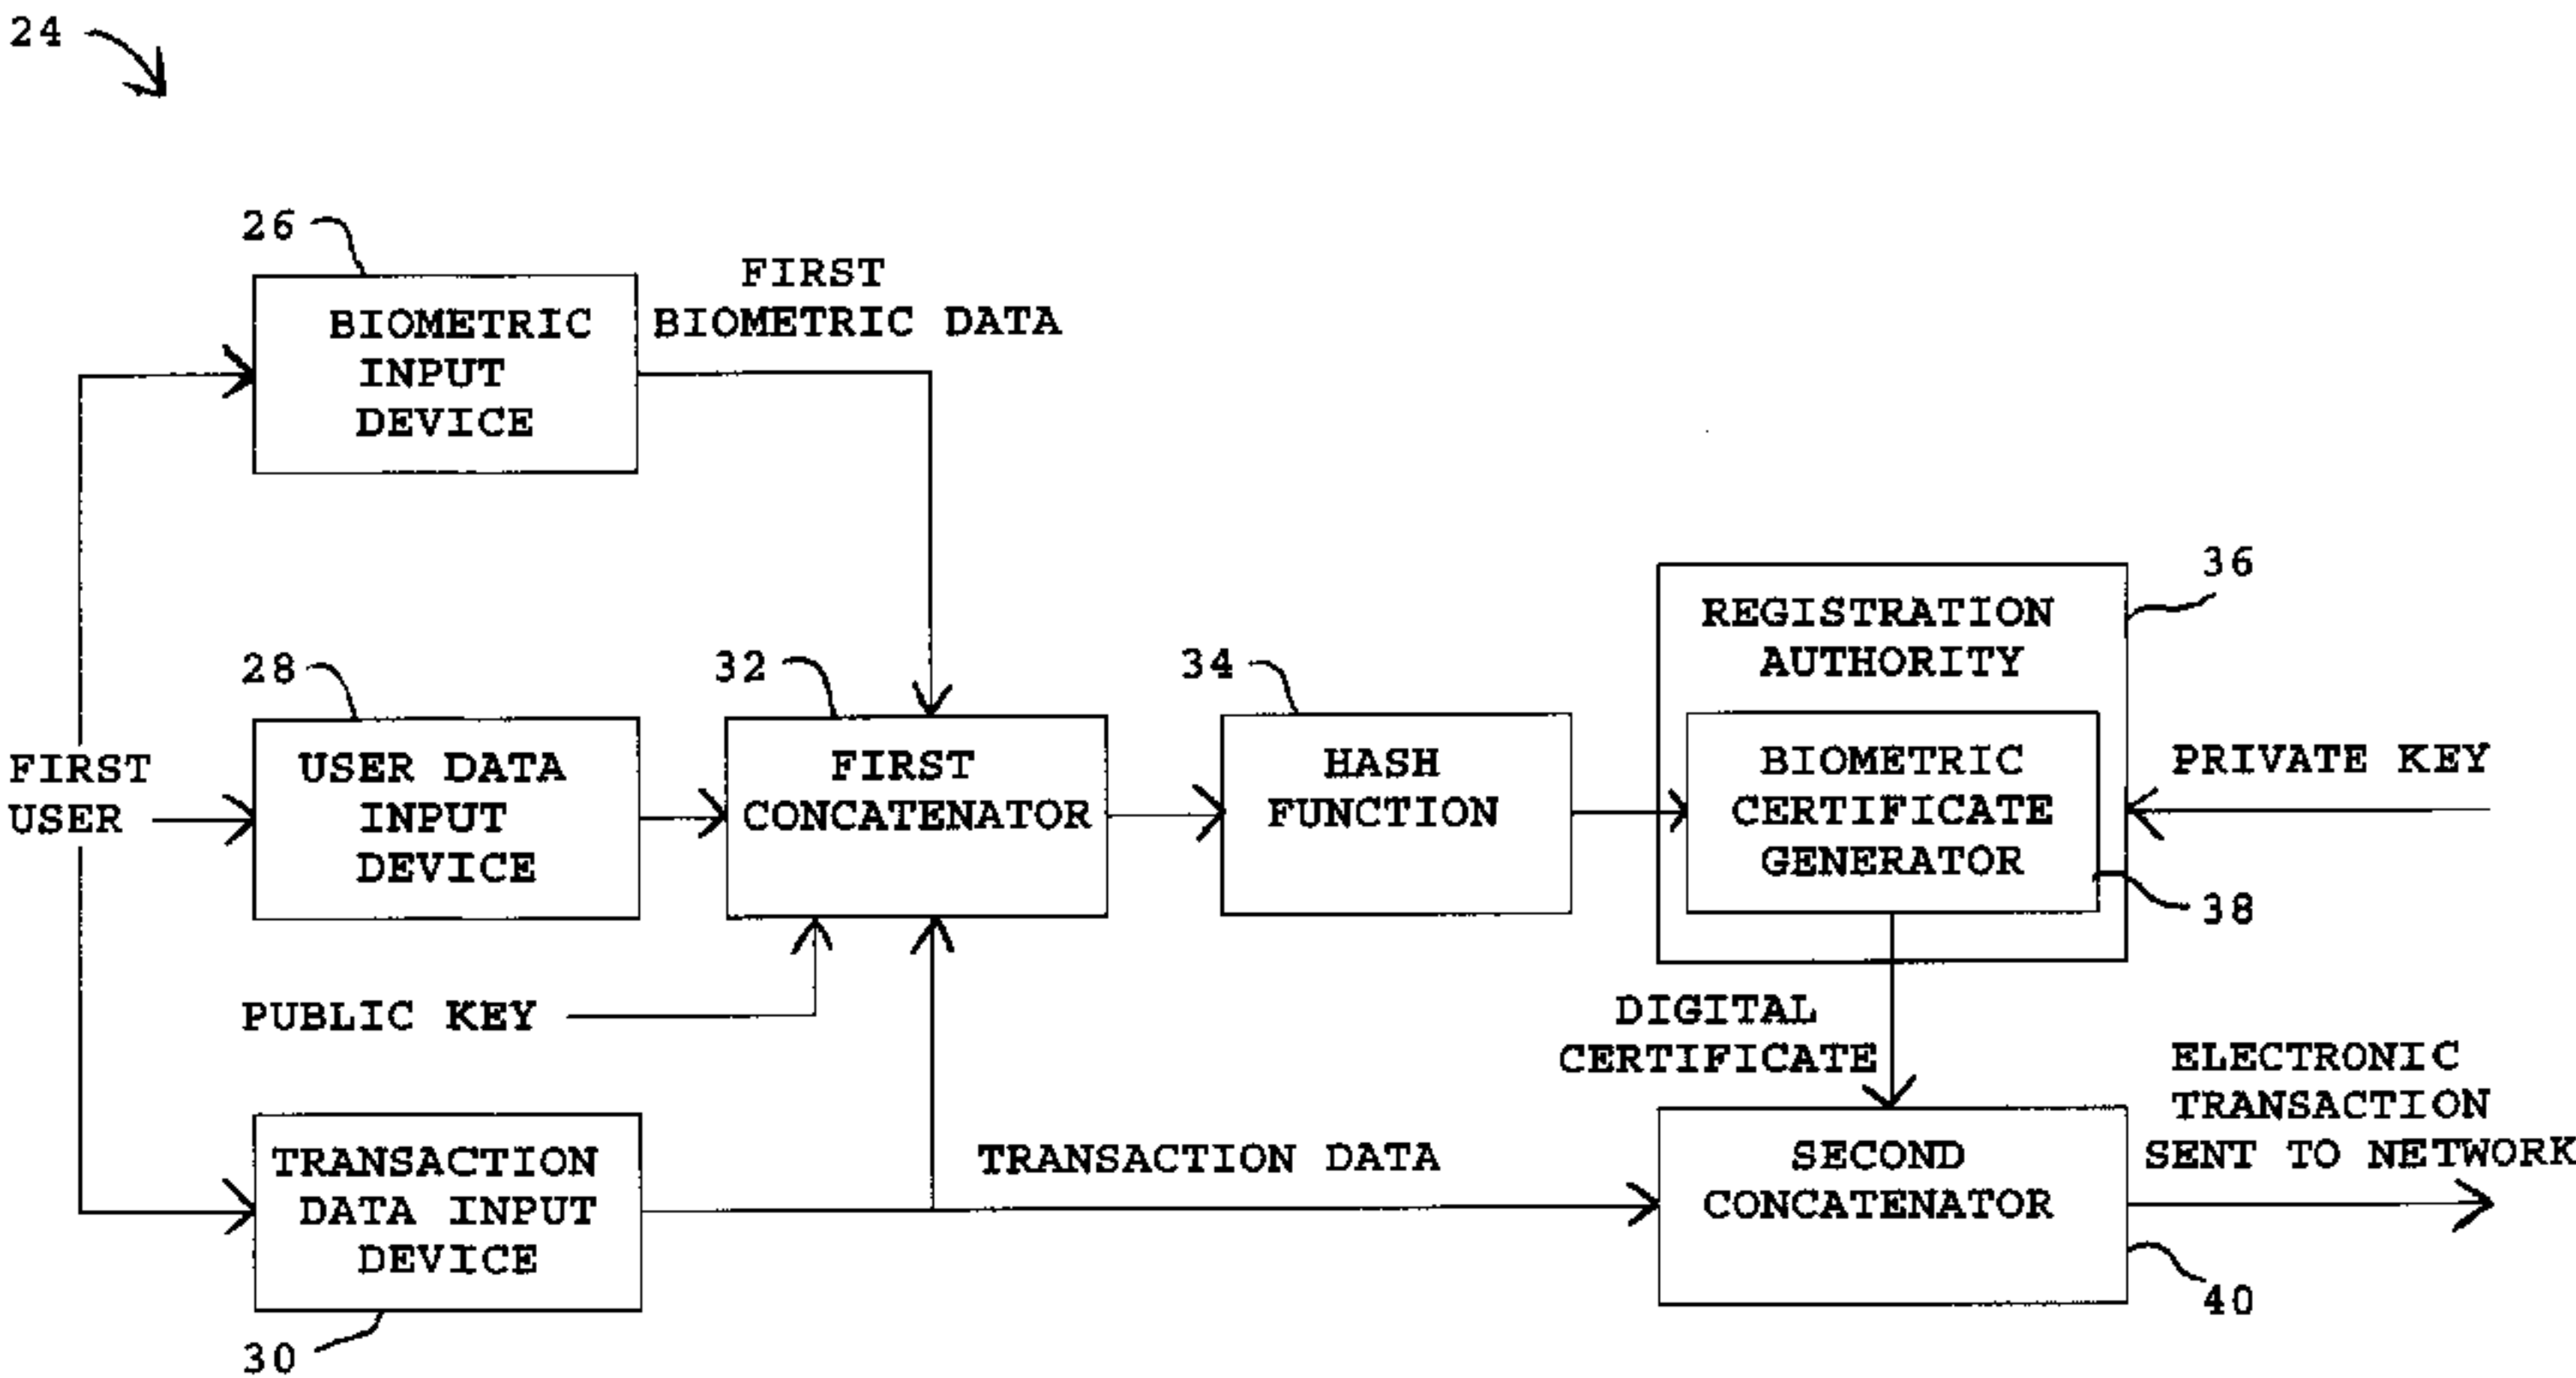 24
26
FIRST
BIOMETRIC DATA
BIOMETRIC
INPUT
DEVICE
36
REGISTRATION
AUTHORITY
28
32
34
FIRST
USER
USER DATA
INPUT
DEVICE
FIRST
CONCATENATOR
HASH
FUNCTION
BIOMETRIC
CERTIFICATE
GENERATOR
PRIVATE KEY
38
PUBLIC KEY
DIGITAL
CERTIFICATE
ELECTRONIC
TRANSACTION
SENT TO NETWORK
TRANSACTION
DATA INPUT
DEVICE
TRANSACTION DATA
SECOND
CONCATENATOR
40
30